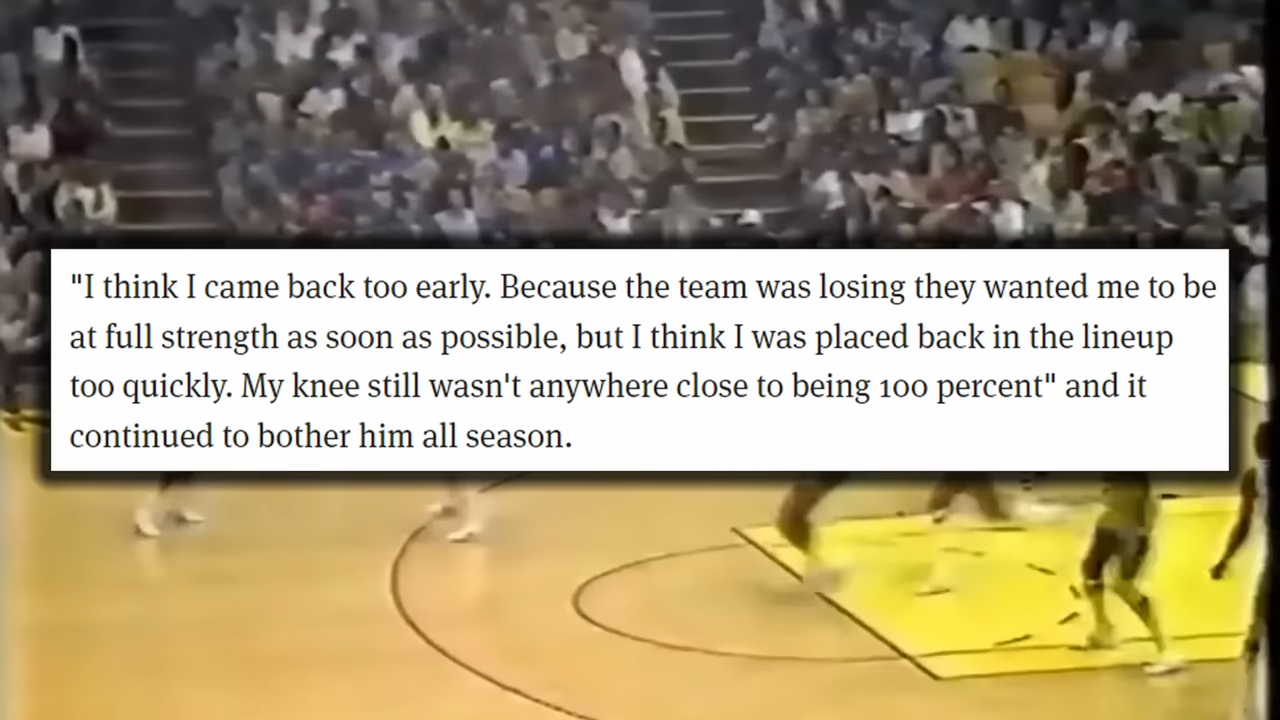 "I think I came back too early. Because the team was losing they wanted me to be
at full strength as soon as possible, but I think I was placed back in the lineup
too quickly. My knee still wasn't anywhere close to being 100 percent" and it
continued to bother him all season.